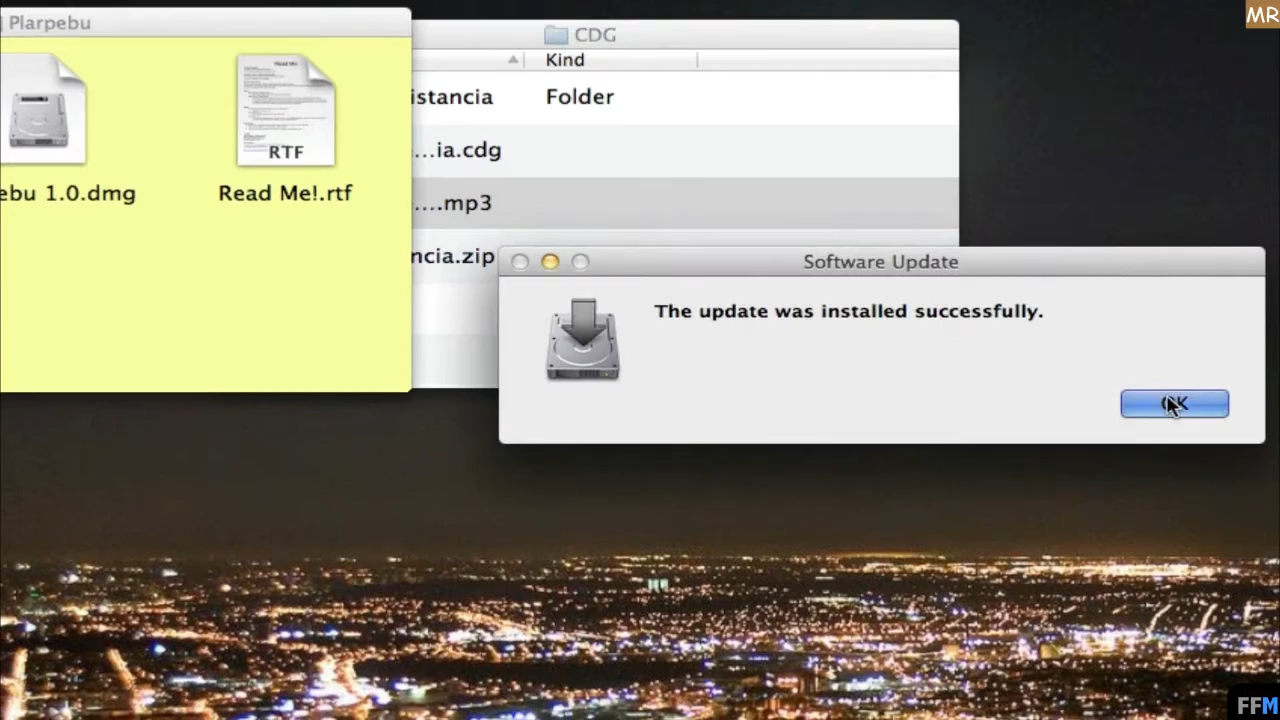 Plarpebu
MR
CDG
Kind
istancia
Folder
...ia.cdg
RTF
ebu 1.0.dmg
Read Me!.rtf
....mp3
ncia.zip
Software Update
The update was installed successfully.
OK
FFM